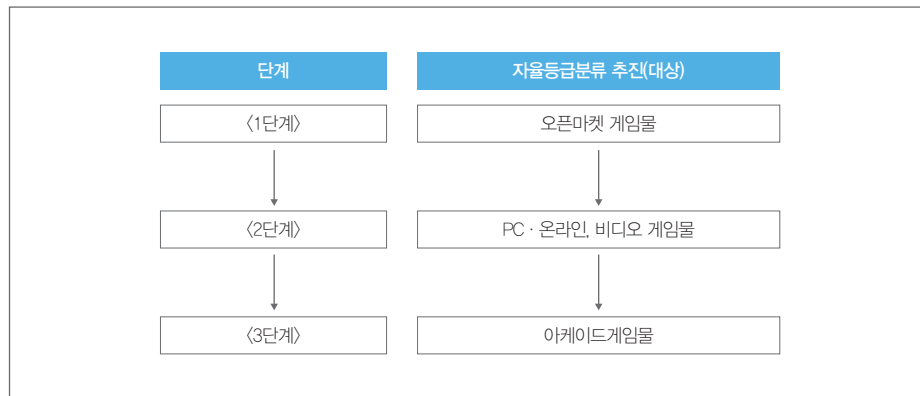 단계 자율등급분류 추진(대상)
〈1단계〉 오픈마켓 게임물
〈2단계〉 PC · 온라인, 비디오 게임물
〈3단계〉 아케이드게임물